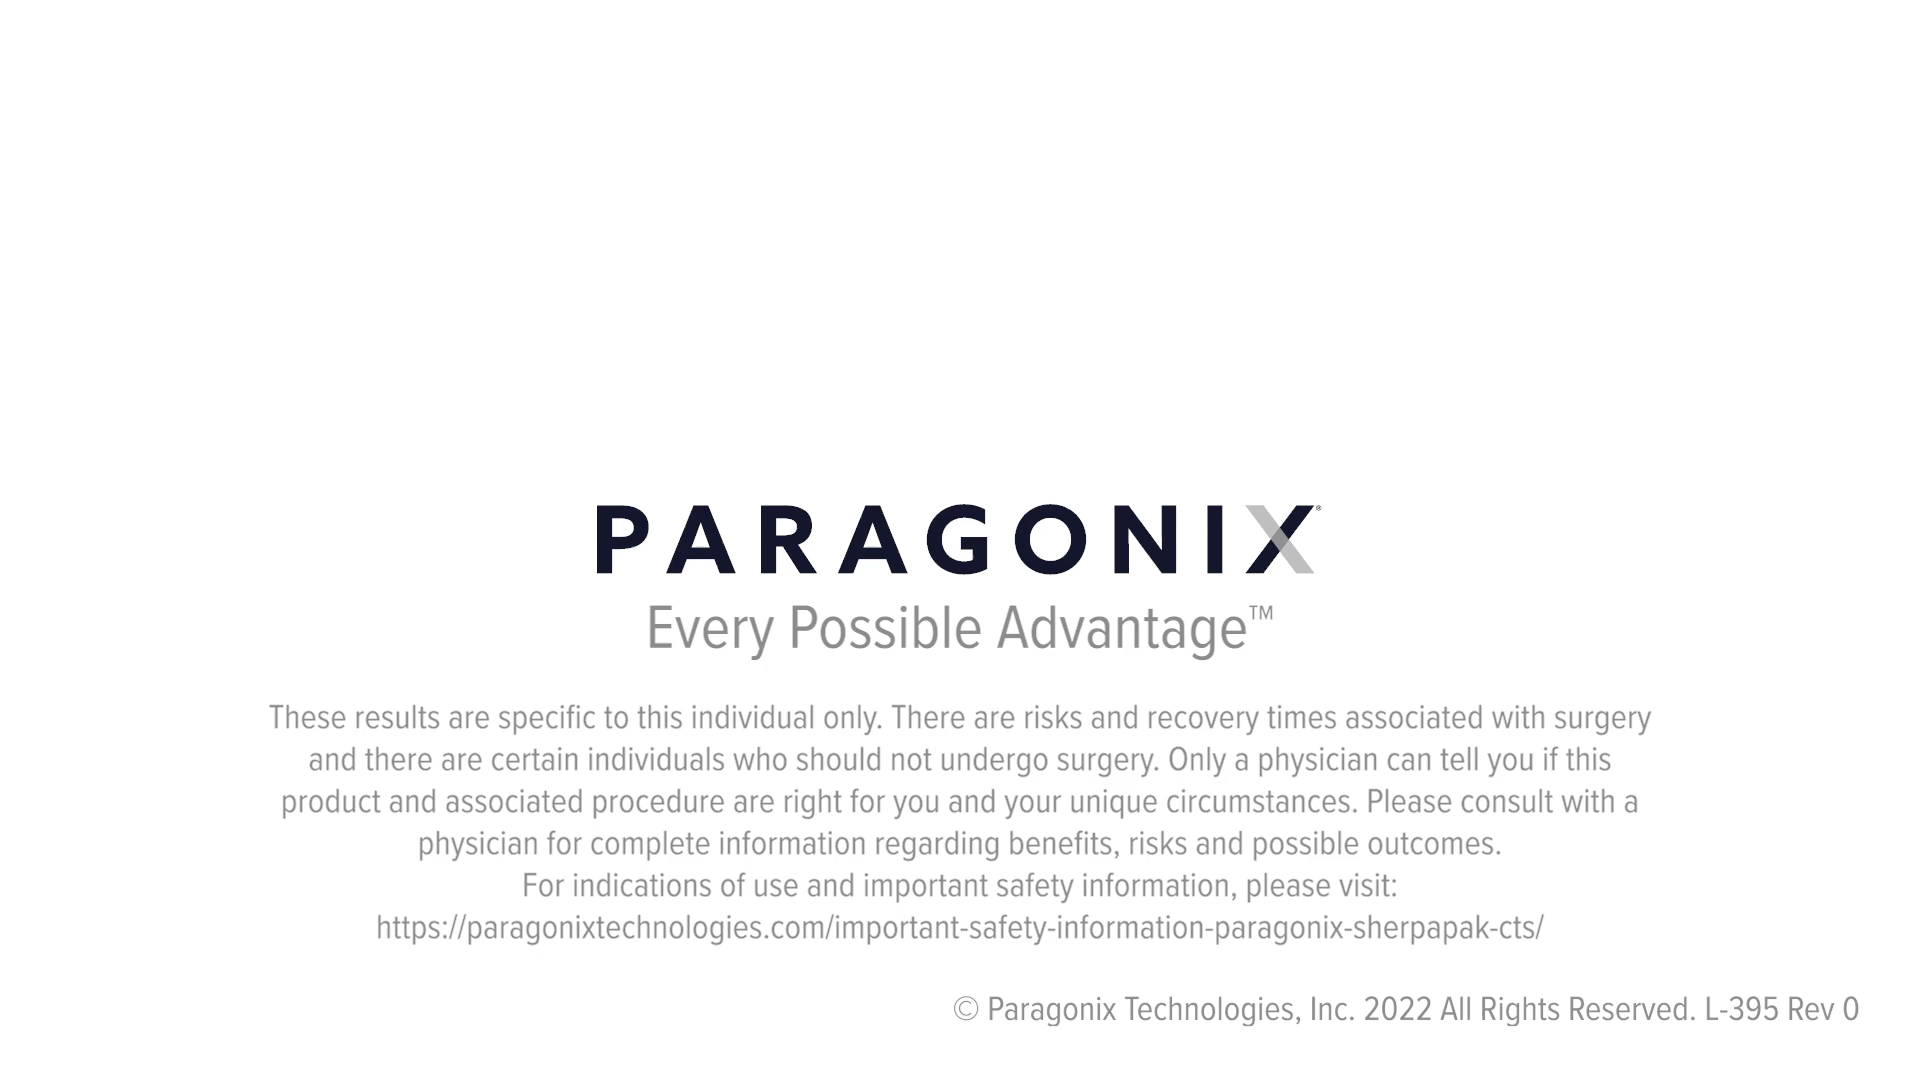 PARAGONIX®
Every Possible Advantage™
These results are specific to this individual only. There are risks and recovery times associated with surgery
and there are certain individuals who should not undergo surgery. Only a physician can tell you if this
product and associated procedure are right for you and your unique circumstances. Please consult with a
physician for complete information regarding benefits, risks and possible outcomes.
For indications of use and important safety information, please visit:
https://paragonixtechnologies.com/important-safety-information-paragonix-sherpapak-cts/
© Paragonix Technologies, Inc. 2022 All Rights Reserved. L-395 Rev 0